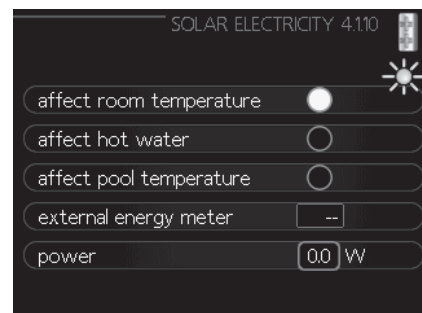 SOLAR ELECTRICITY 4.1.10
affect room temperature
affect hot water
affect pool temperature
external energy meter --
power 0.0 W